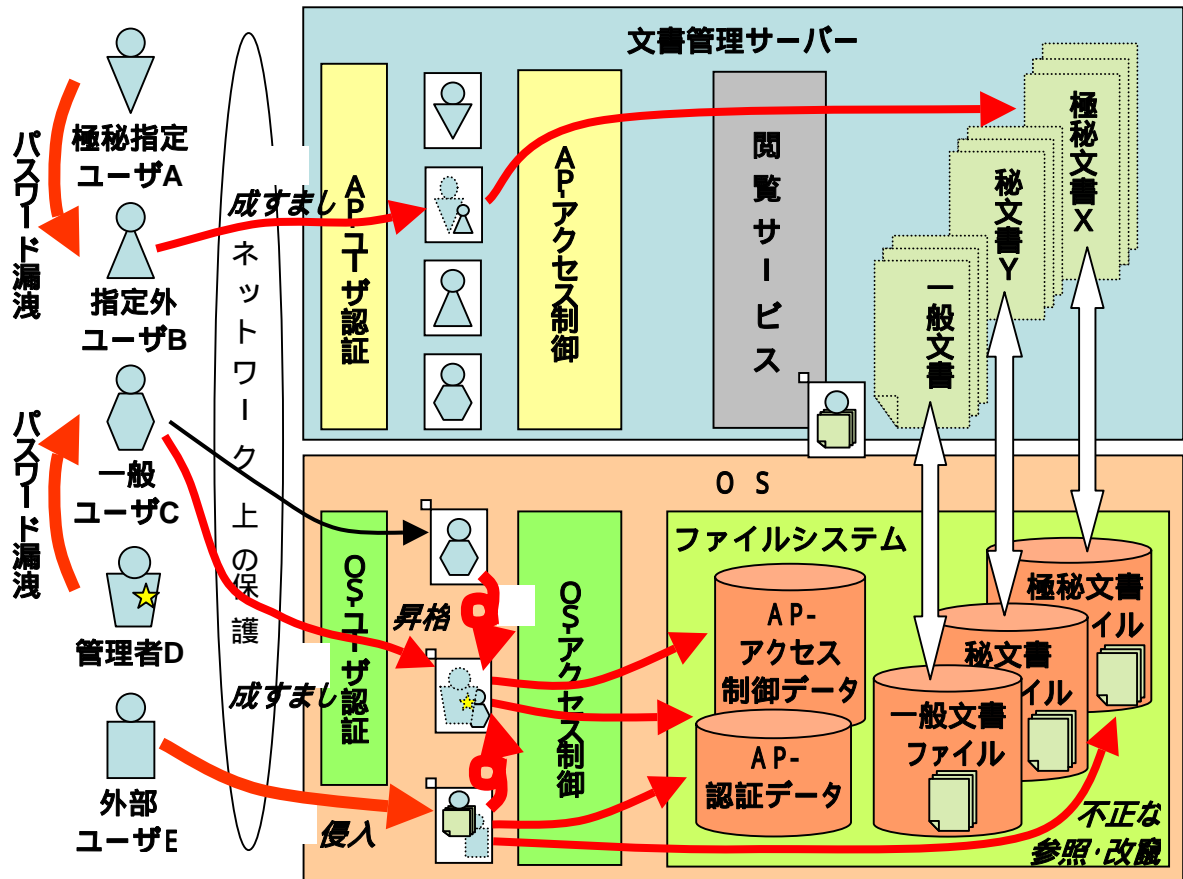 文書管理サーバー
極秘指定
ユーザA
パスワード漏洩
指定外
ユーザB
一般
ユーザC
パスワード漏洩
管理者D
外部
ユーザE
ネットワーク上の保護
成すまし
AP-ユーザ認証
AP-アクセス制御
閲覧サービス
極秘文書X
秘文書Y
一般文書
OS
成すまし
侵入
OS-ユーザ認証
昇格
OS-アクセス制御
ファイルシステム
AP-
アクセス
制御データ
AP-
認証データ
極秘文書
イル
秘文書
イル
一般文書
ファイル
不正な
参照・改竄